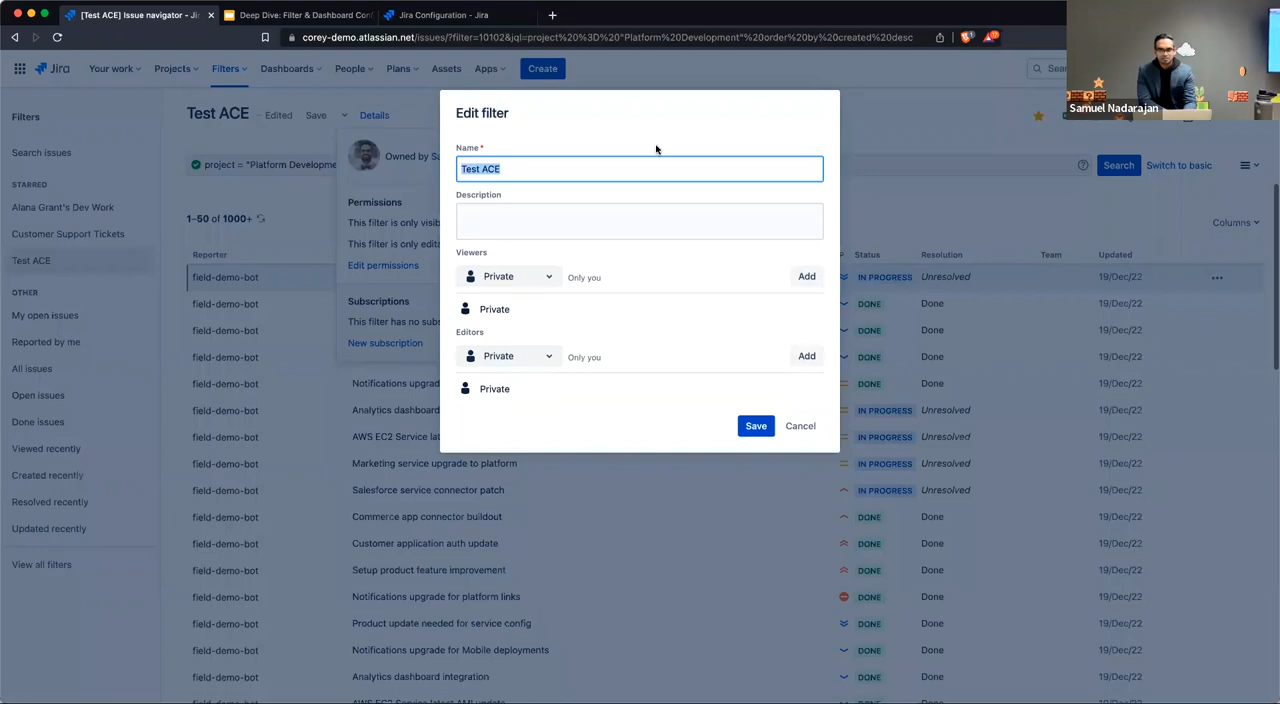 [Test ACE] Issue navigator - Ji
Deep Dive: Filter & Dashboard Con
Jira Configuration - Jira
corey-demo.atlassian.net/issues/?filter=10102&jql=project%20%3D%20"Platform%20Development"%20order%20by%20created%20desc
Jira
Your work
Projects
Filters
Dashboards
People
Plans
Assets
Apps
Create
Sear
Samuel Nadarajan
Filters
Search issues
STARRED
Alana Grant's Dev Work
Customer Support Tickets
Test ACE
OTHER
My open issues
Reported by me
All issues
Open issues
Done issues
Viewed recently
Created recently
Resolved recently
Updated recently
View all filters
Test ACE
Edited
Save
Details
project = "Platform Developme
Search
Switch to basic
1–50 of 1000+
Columns
Owned by Sa
Permissions
This filter is only visib
This filter is only edita
Edit permissions
Subscriptions
This filter has no subs
New subscription
Edit filter
Name*
Test ACE
Description
Viewers
Private
Only you
Add
Private
Editors
Private
Only you
Add
Private
Save
Cancel
Reporter P Status Resolution Team Updated
field-demo-bot IN PROGRESS Unresolved 19/Dec/22
field-demo-bot DONE Done 19/Dec/22
field-demo-bot DONE Done 19/Dec/22
field-demo-bot DONE Done 19/Dec/22
field-demo-bot Notifications upgrad DONE Done 19/Dec/22
field-demo-bot Analytics dashboard IN PROGRESS Unresolved 19/Dec/22
field-demo-bot AWS EC2 Service lat IN PROGRESS Unresolved 19/Dec/22
field-demo-bot Marketing service upgrade to platform IN PROGRESS Unresolved 19/Dec/22
field-demo-bot Salesforce service connector patch IN PROGRESS Unresolved 19/Dec/22
field-demo-bot Commerce app connector buildout DONE Done 19/Dec/22
field-demo-bot Customer application auth update DONE Done 19/Dec/22
field-demo-bot Setup product feature improvement DONE Done 19/Dec/22
field-demo-bot Notifications upgrade for platform links DONE Done 19/Dec/22
field-demo-bot Product update needed for service config DONE Done 19/Dec/22
field-demo-bot Notifications upgrade for Mobile deployments DONE Done 19/Dec/22
field-demo-bot Analytics dashboard integration DONE Done 19/Dec/22